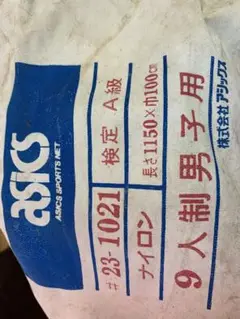 asics
ASICS SPORTS NET
# 23-1021 検定 A級
ナイロン 長さ1150×巾100cm
9人制男子用
株式会社アシックス